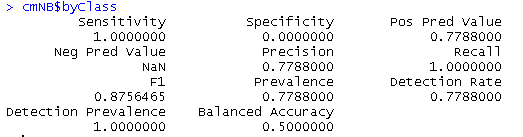 > cmNB$byClass
Sensitivity Specificity Pos Pred Value
1.0000000 0.0000000 0.7788000
Neg Pred Value Precision Recall
NaN 0.7788000 1.0000000
F1 Prevalence Detection Rate
0.8756465 0.7788000 0.7788000
Detection Prevalence Balanced Accuracy
1.0000000 0.5000000